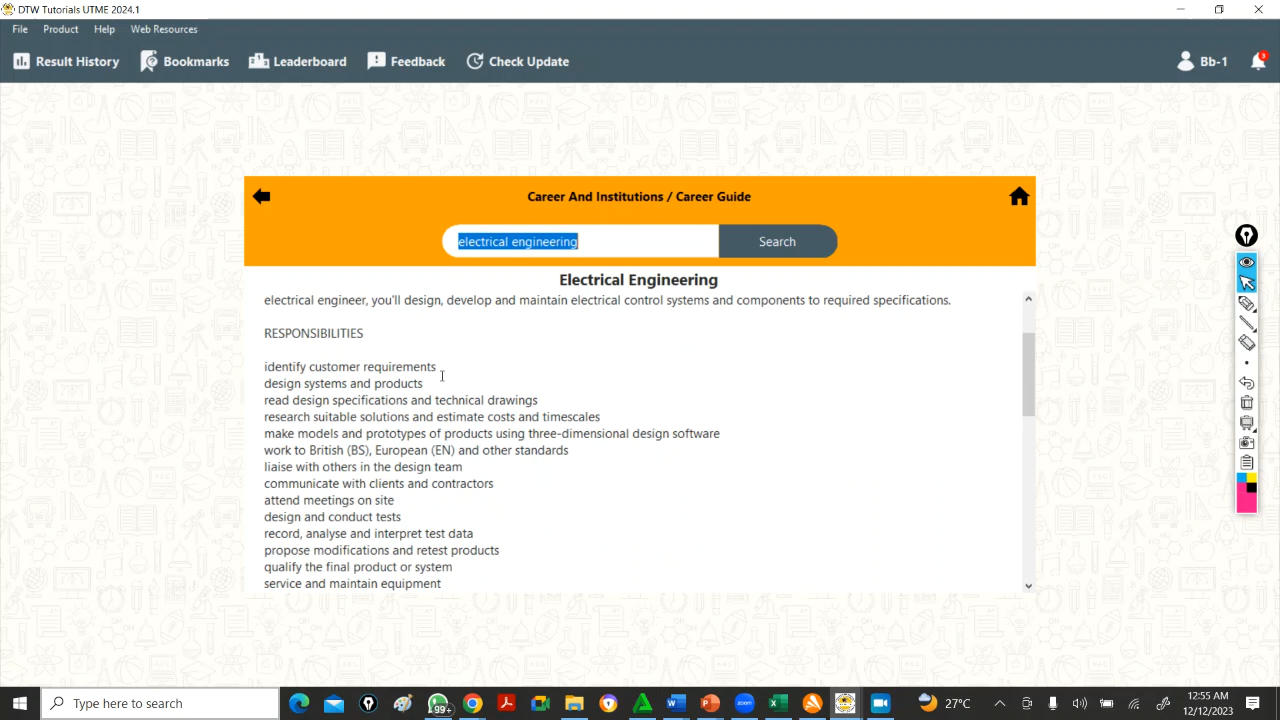 DTW Tutorials UTME 2024.1
File Product Help Web Resources
Result History Bookmarks Leaderboard Feedback Check Update Bb-1 3
Career And Institutions / Career Guide
electrical engineering Search
Electrical Engineering
electrical engineer, you'll design, develop and maintain electrical control systems and components to required specifications.
RESPONSIBILITIES
identify customer requirements
design systems and products
read design specifications and technical drawings
research suitable solutions and estimate costs and timescales
make models and prototypes of products using three-dimensional design software
work to British (BS), European (EN) and other standards
liaise with others in the design team
communicate with clients and contractors
attend meetings on site
design and conduct tests
record, analyse and interpret test data
propose modifications and retest products
qualify the final product or system
service and maintain equipment
Type here to search 99+ zoom 27°C 12:55 AM
12/12/2023